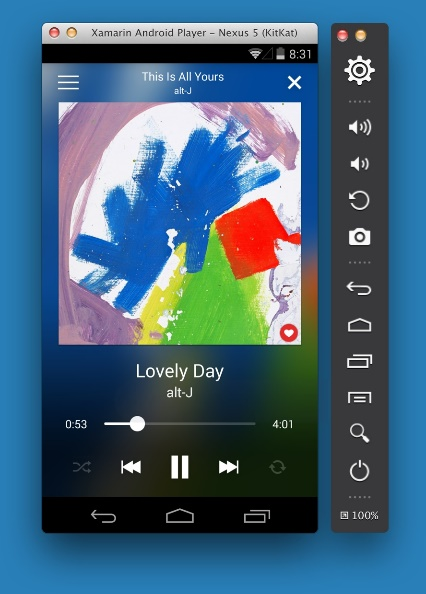 Xamarin Android Player - Nexus 5 (KitKat)
8:31
This Is All Yours
alt-J
Lovely Day
alt-J
0:53
4:01
100%